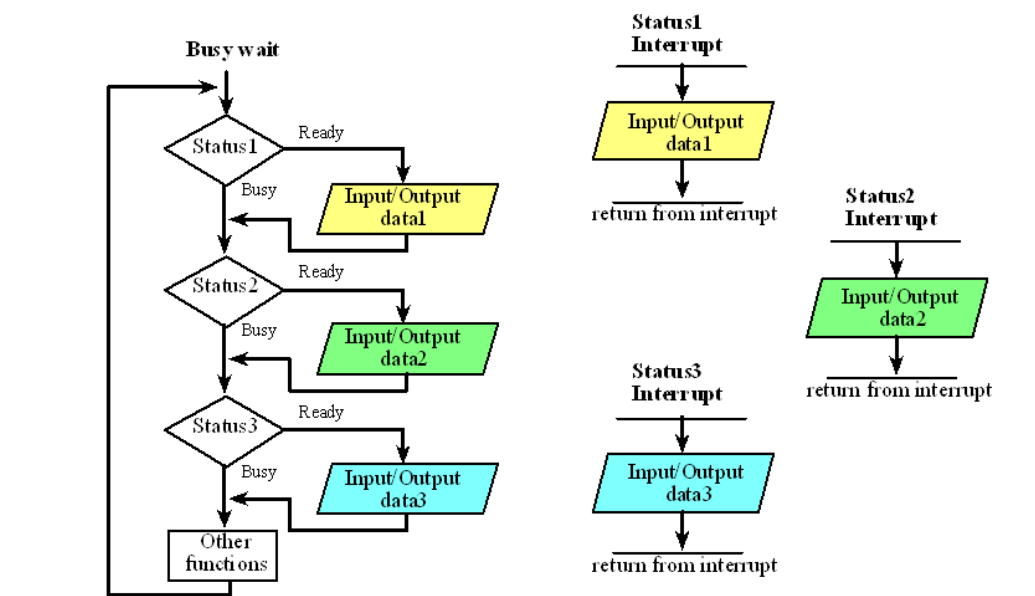 Busy wait
Status1
Ready
Busy
Input/Output
data1
Status2
Ready
Busy
Input/Output
data2
Status3
Ready
Busy
Input/Output
data3
Other
functions
Status1
Interrupt
Input/Output
data1
return from interrupt
Status2
Interrupt
Input/Output
data2
return from interrupt
Status3
Interrupt
Input/Output
data3
return from interrupt